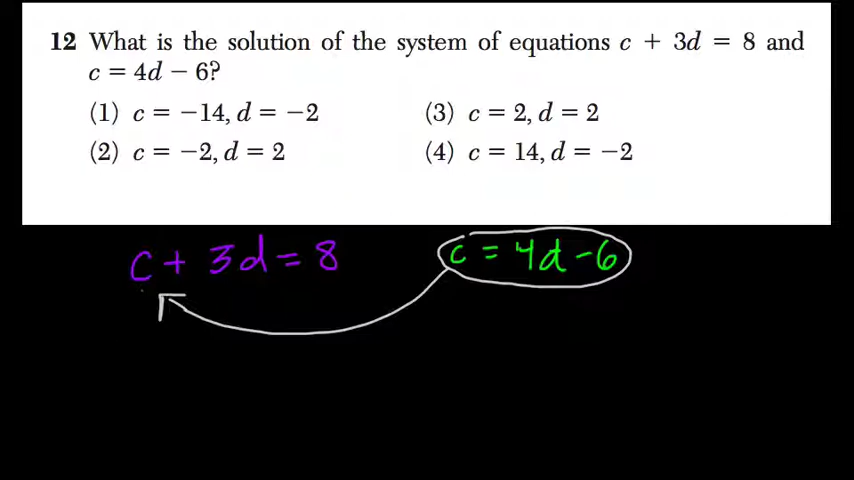 12 What is the solution of the system of equations c + 3d = 8 and
c = 4d − 6?
(1) c = −14, d = −2
(3) c = 2, d = 2
(2) c = −2, d = 2
(4) c = 14, d = −2
c + 3d = 8
c = 4d - 6